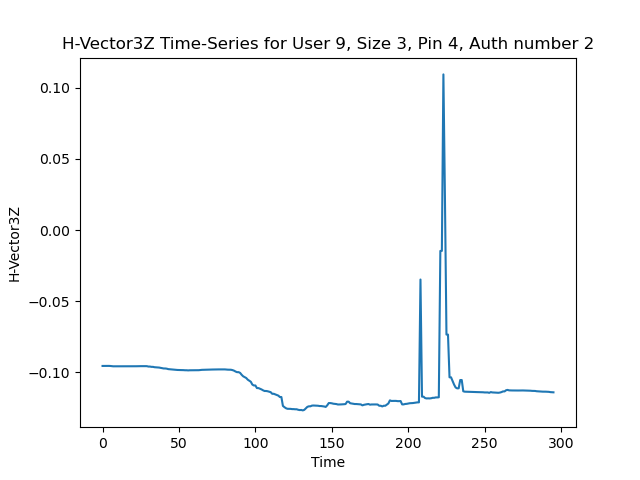 H-Vector3Z Time-Series for User 9, Size 3, Pin 4, Auth number 2
0.10
0.05
0.00
−0.05
−0.10
H-Vector3Z
0 50 100 150 200 250 300
Time